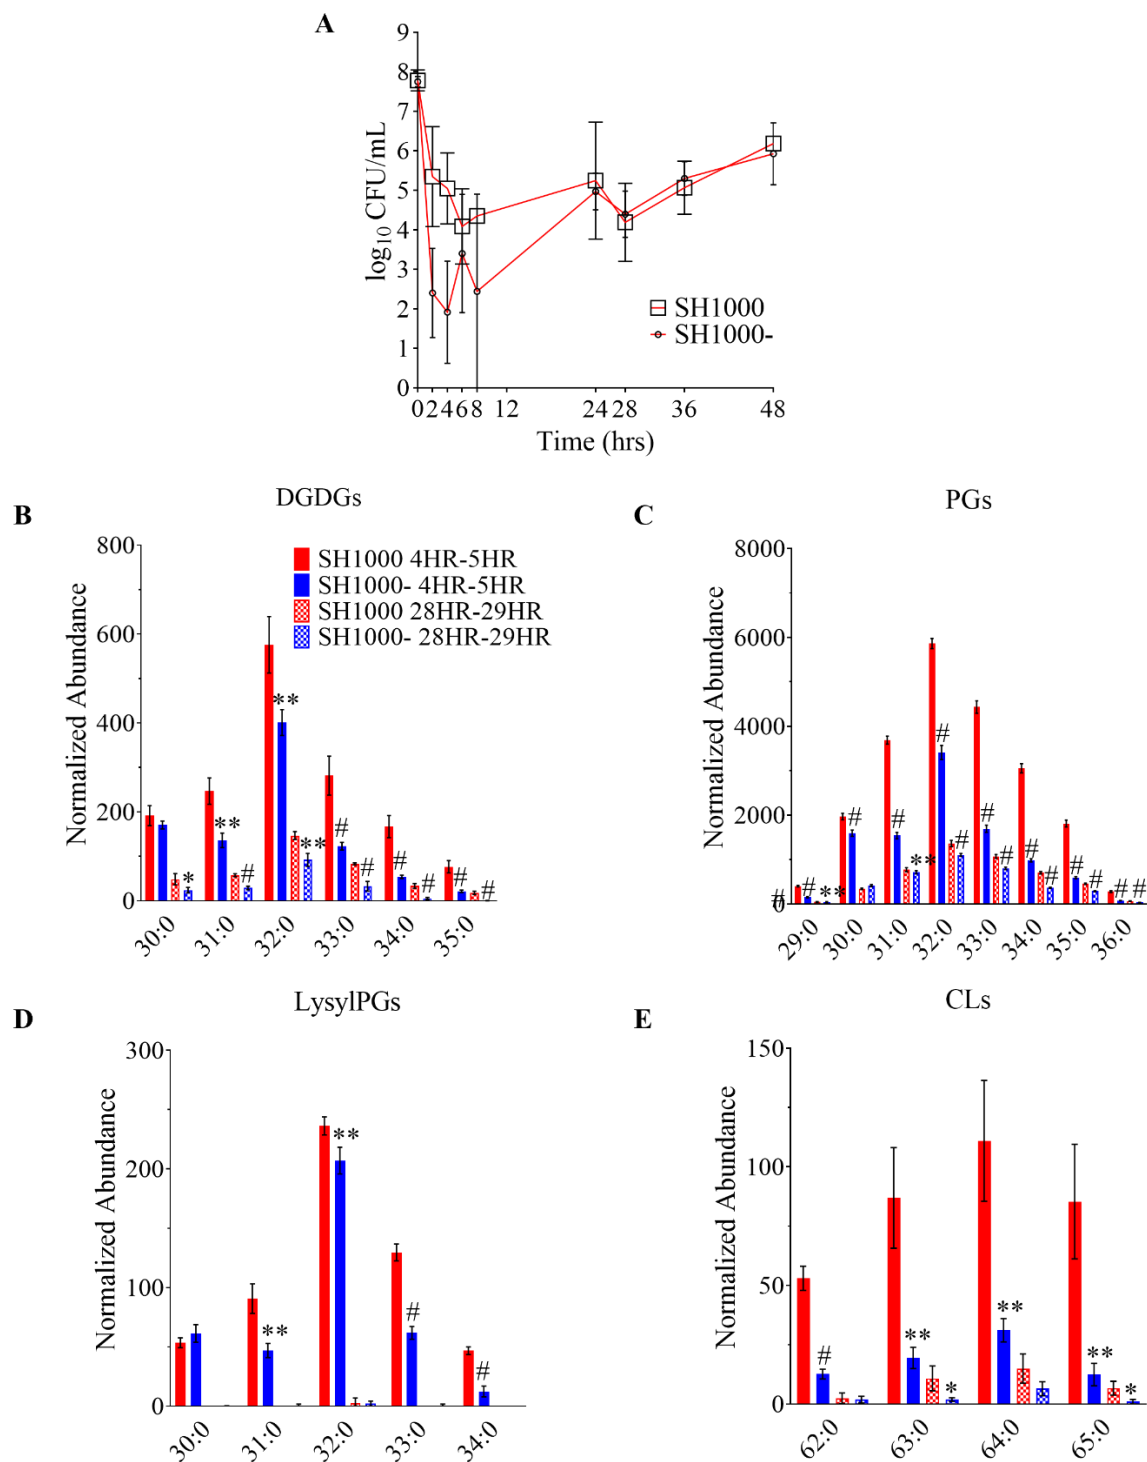 A
9
8
7
6
5
4
3
2
1
0
log10 CFU/mL
SH1000
SH1000-
0 2 4 6 8 12 24 28 36 48
Time (hrs)
B
DGDGs
SH1000 4HR-5HR
SH1000- 4HR-5HR
SH1000 28HR-29HR
SH1000- 28HR-29HR
800
600
400
200
0
Normalized Abundance
** ** # # #
* # ** # # #
30:0 31:0 32:0 33:0 34:0 35:0
C
PGs
8000
6000
4000
2000
0
Normalized Abundance
# # ** # # ** # # # # # # # # # #
29:0 30:0 31:0 32:0 33:0 34:0 35:0 36:0
D
LysylPGs
300
200
100
0
Normalized Abundance
** ** # #
30:0 31:0 32:0 33:0 34:0
E
CLs
150
100
50
0
Normalized Abundance
# ** * ** ** *
62:0 63:0 64:0 65:0